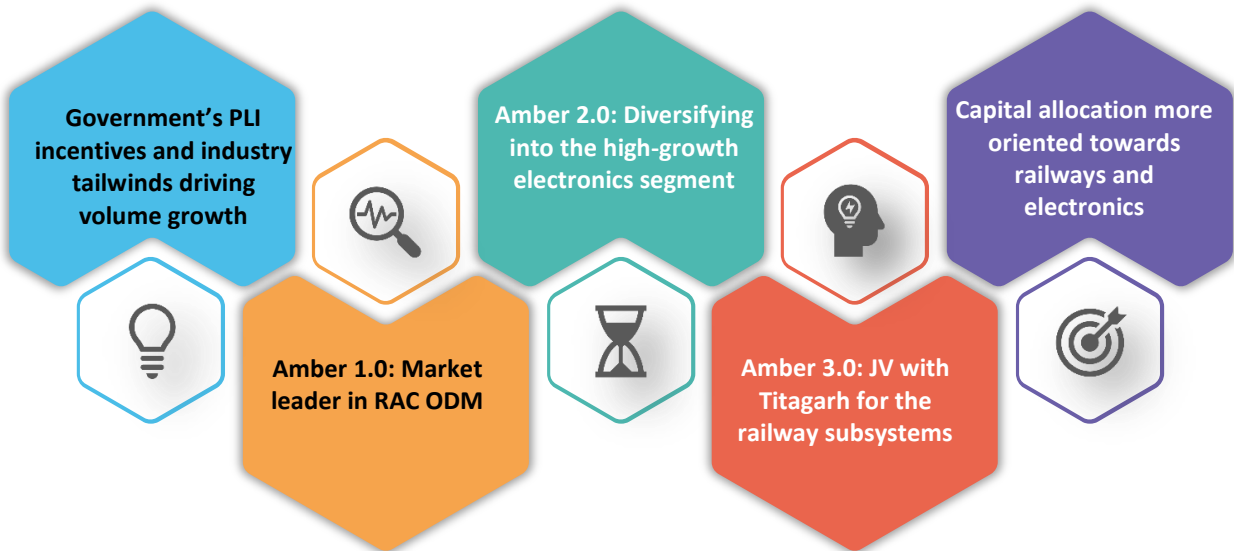 Government’s PLI
incentives and industry
tailwinds driving
volume growth
Amber 1.0: Market
leader in RAC ODM
Amber 2.0: Diversifying
into the high-growth
electronics segment
Amber 3.0: JV with
Titagarh for the
railway subsystems
Capital allocation more
oriented towards
railways and
electronics